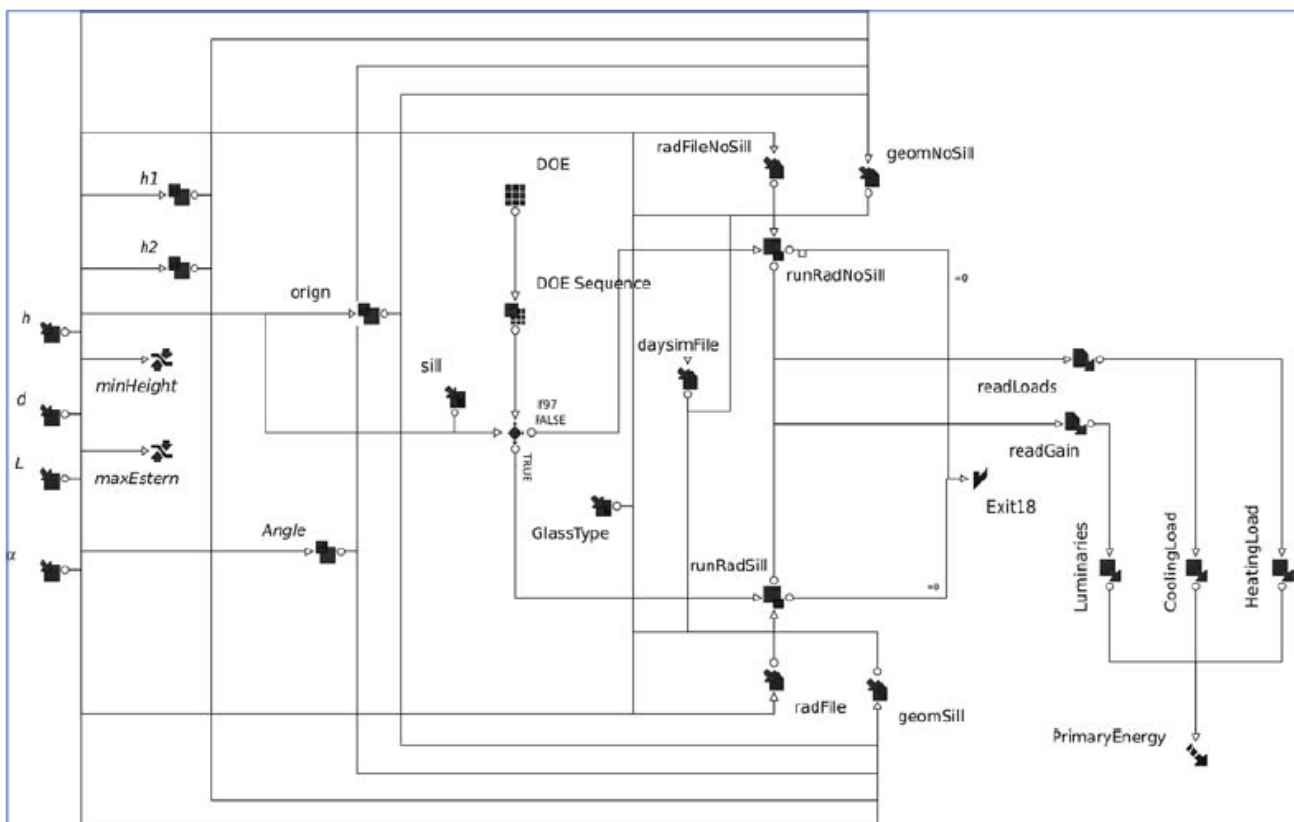 radFileNoSill
geomNoSill
DOE
h1
h2
runRadNoSill
DOE Sequence
=0
orign
h
daysimFile
sill
minHeight
readLoads
d
If97
FALSE
readGain
L
maxEstern
TRUE
Exit18
GlassType
Angle
α
runRadSill
=0
Luminaries
CoolingLoad
HeatingLoad
radFile
geomSill
PrimaryEnergy